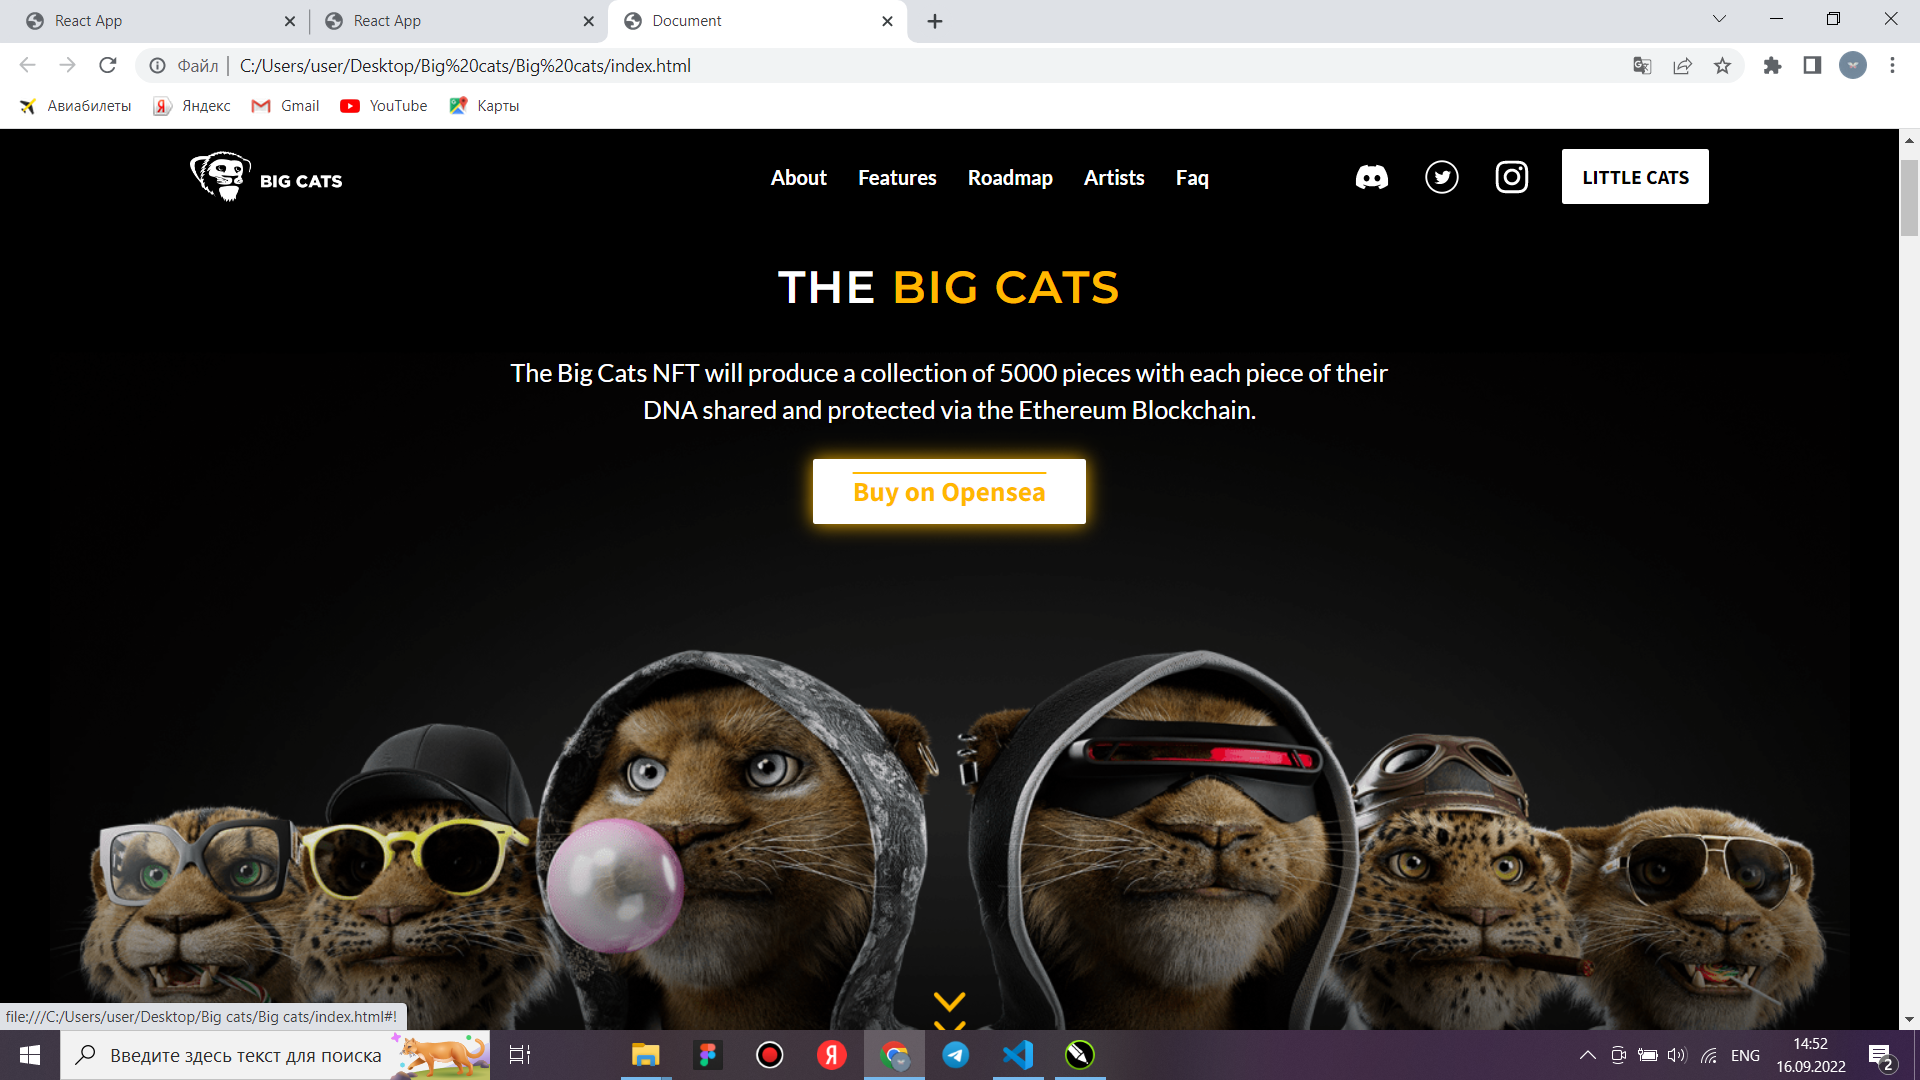 React App
React App
Document
Файл
C:/Users/user/Desktop/Big%20cats/Big%20cats/index.html
Авиабилеты
Яндекс
Gmail
YouTube
Карты
BIG CATS
About
Features
Roadmap
Artists
Faq
LITTLE CATS
THE BIG CATS
The Big Cats NFT will produce a collection of 5000 pieces with each piece of their
DNA shared and protected via the Ethereum Blockchain.
Buy on Opensea
file:///C:/Users/user/Desktop/Big cats/Big cats/index.html#!
Введите здесь текст для поиска
Я
ENG
14:52
16.09.2022
2